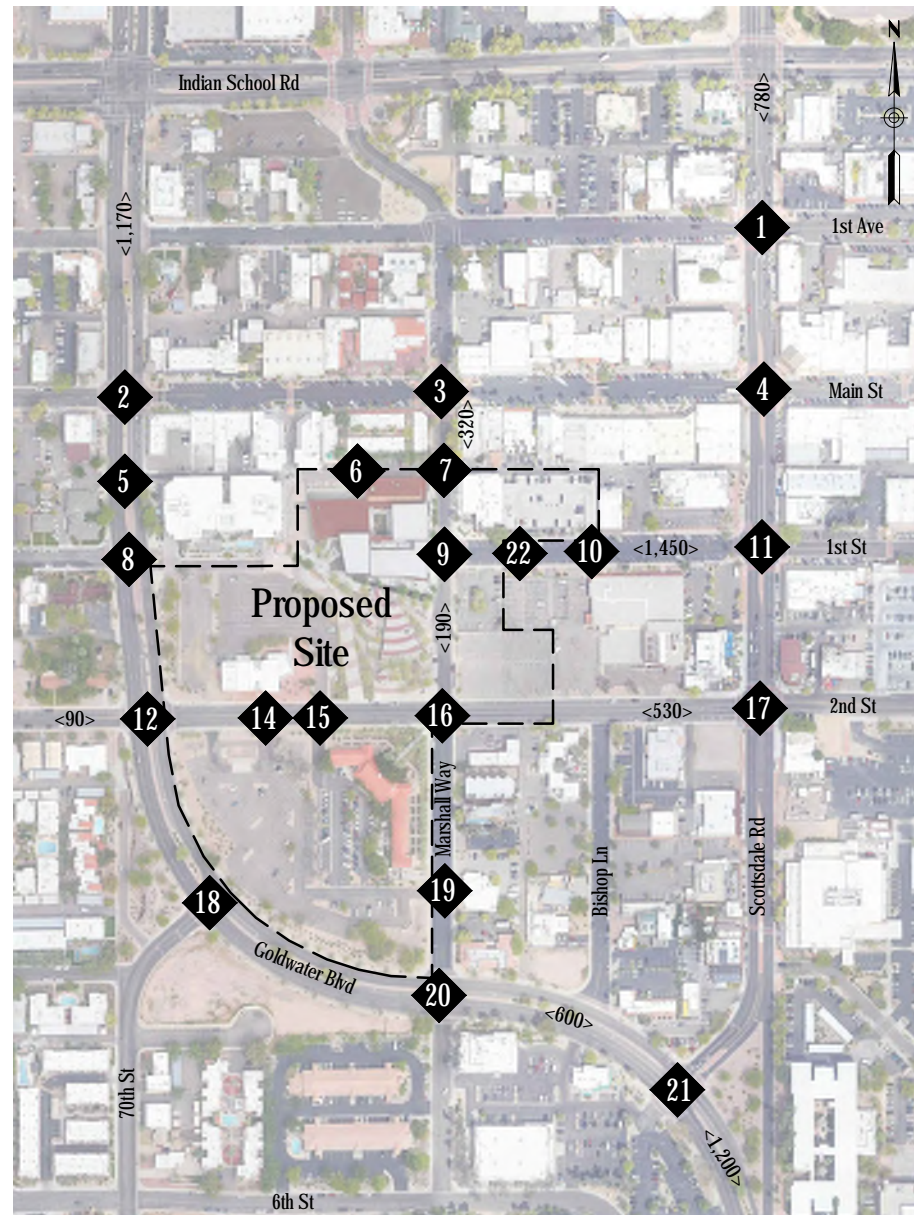 N
Indian School Rd
<780>
<1,170>
1
1st Ave
2
3
4
Main St
<320>
5
6
7
8
9
22
10
<1,450>
11
1st St
Proposed
Site
<190>
<90>
12
14
15
16
<530>
17
2nd St
Marshall Way
Bishop Ln
Scottsdale Rd
18
19
Goldwater Blvd
20
<600>
21
70th St
<1,200>
6th St